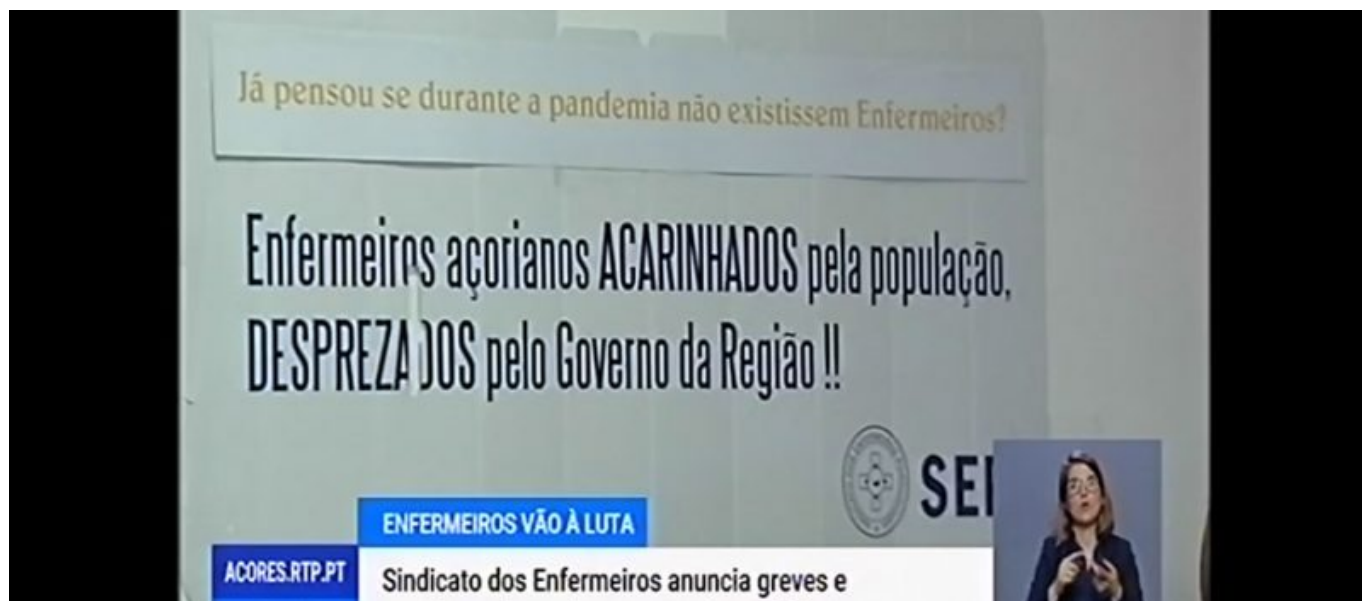 Já pensou se durante a pandemia não existissem Enfermeiros?
Enfermeiros açorianos ACARINHADOS pela população,
DESPREZADOS pelo Governo da Região !!
ENFERMEIROS VÃO À LUTA
ACORES.RTP.PT
Sindicato dos Enfermeiros anuncia greves e